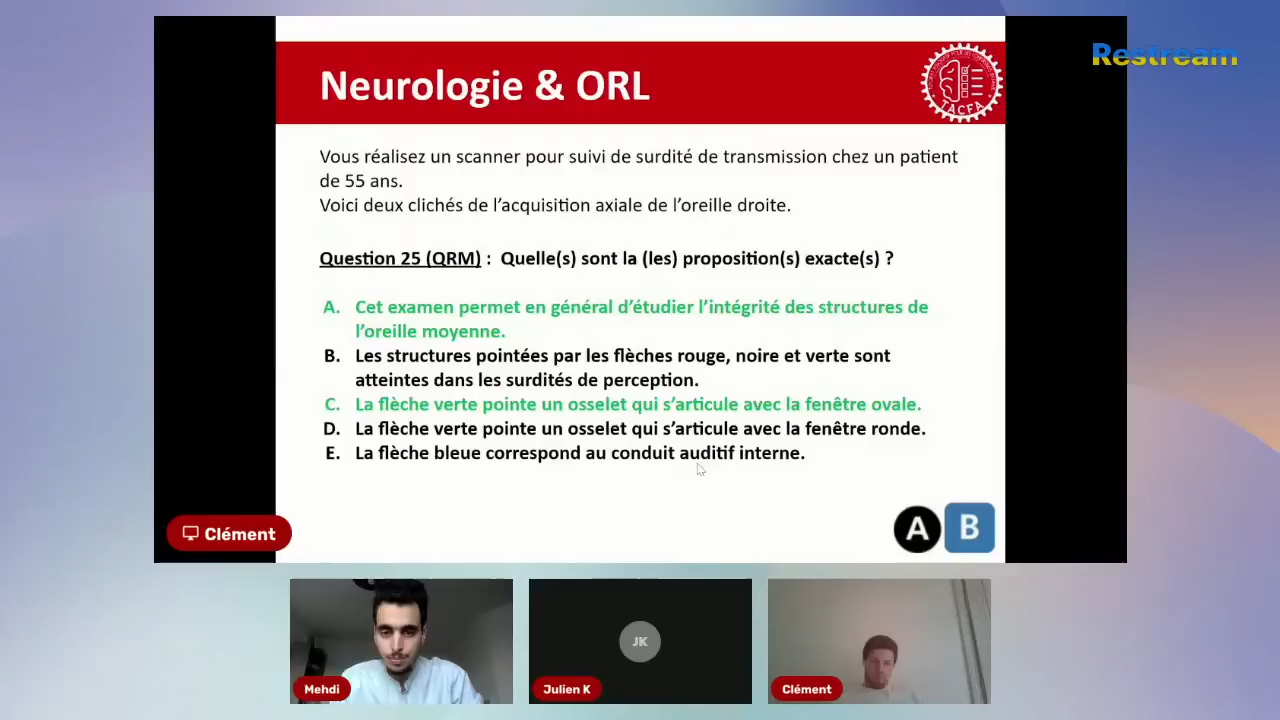 Restream
Neurologie & ORL
TACFA
Vous réalisez un scanner pour suivi de surdité de transmission chez un patient
de 55 ans.
Voici deux clichés de l’acquisition axiale de l’oreille droite.
Question 25 (QRM) : Quelle(s) sont la (les) proposition(s) exacte(s) ?
A. Cet examen permet en général d’étudier l’intégrité des structures de
l’oreille moyenne.
B. Les structures pointées par les flèches rouge, noire et verte sont
atteintes dans les surdités de perception.
C. La flèche verte pointe un osselet qui s’articule avec la fenêtre ovale.
D. La flèche verte pointe un osselet qui s’articule avec la fenêtre ronde.
E. La flèche bleue correspond au conduit auditif interne.
A B
Clément
JK
Mehdi
Julien K
Clément